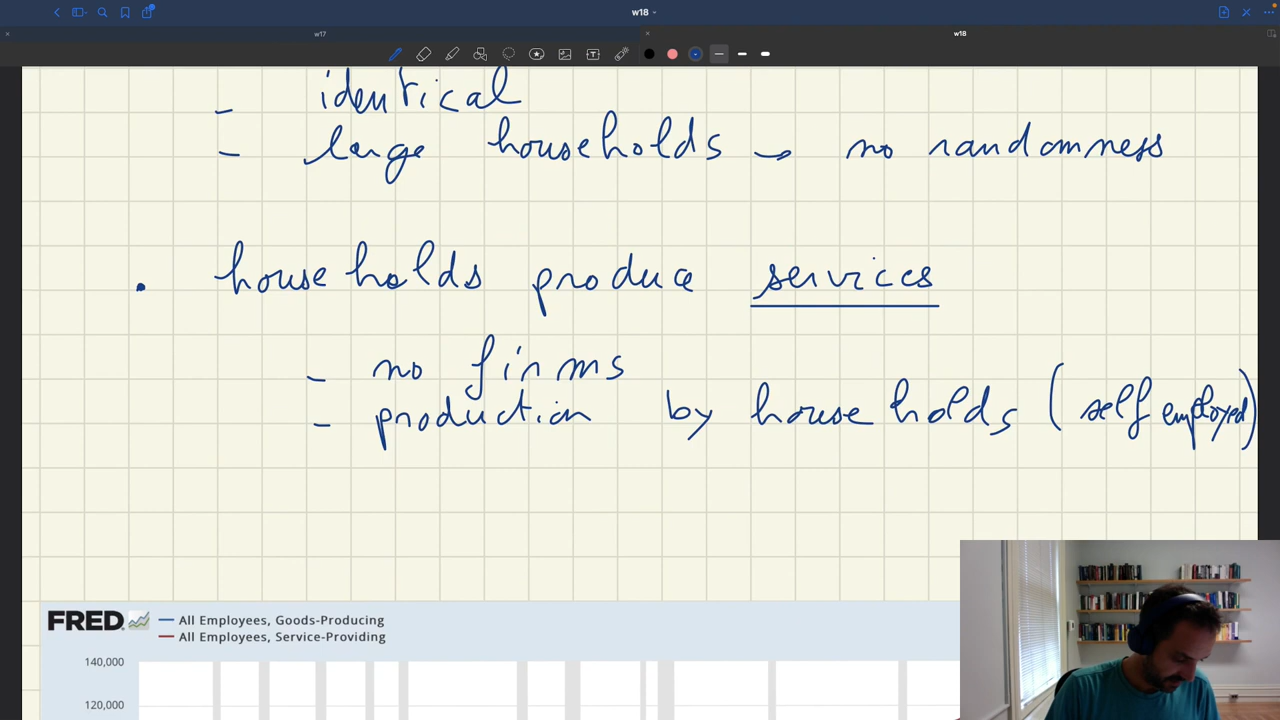 w18
w17
w18
- identical
- large households → no randomness
• households produce services
- no firms
- production by households (self employed)
FRED
All Employees, Goods-Producing
All Employees, Service-Providing
140,000
120,000